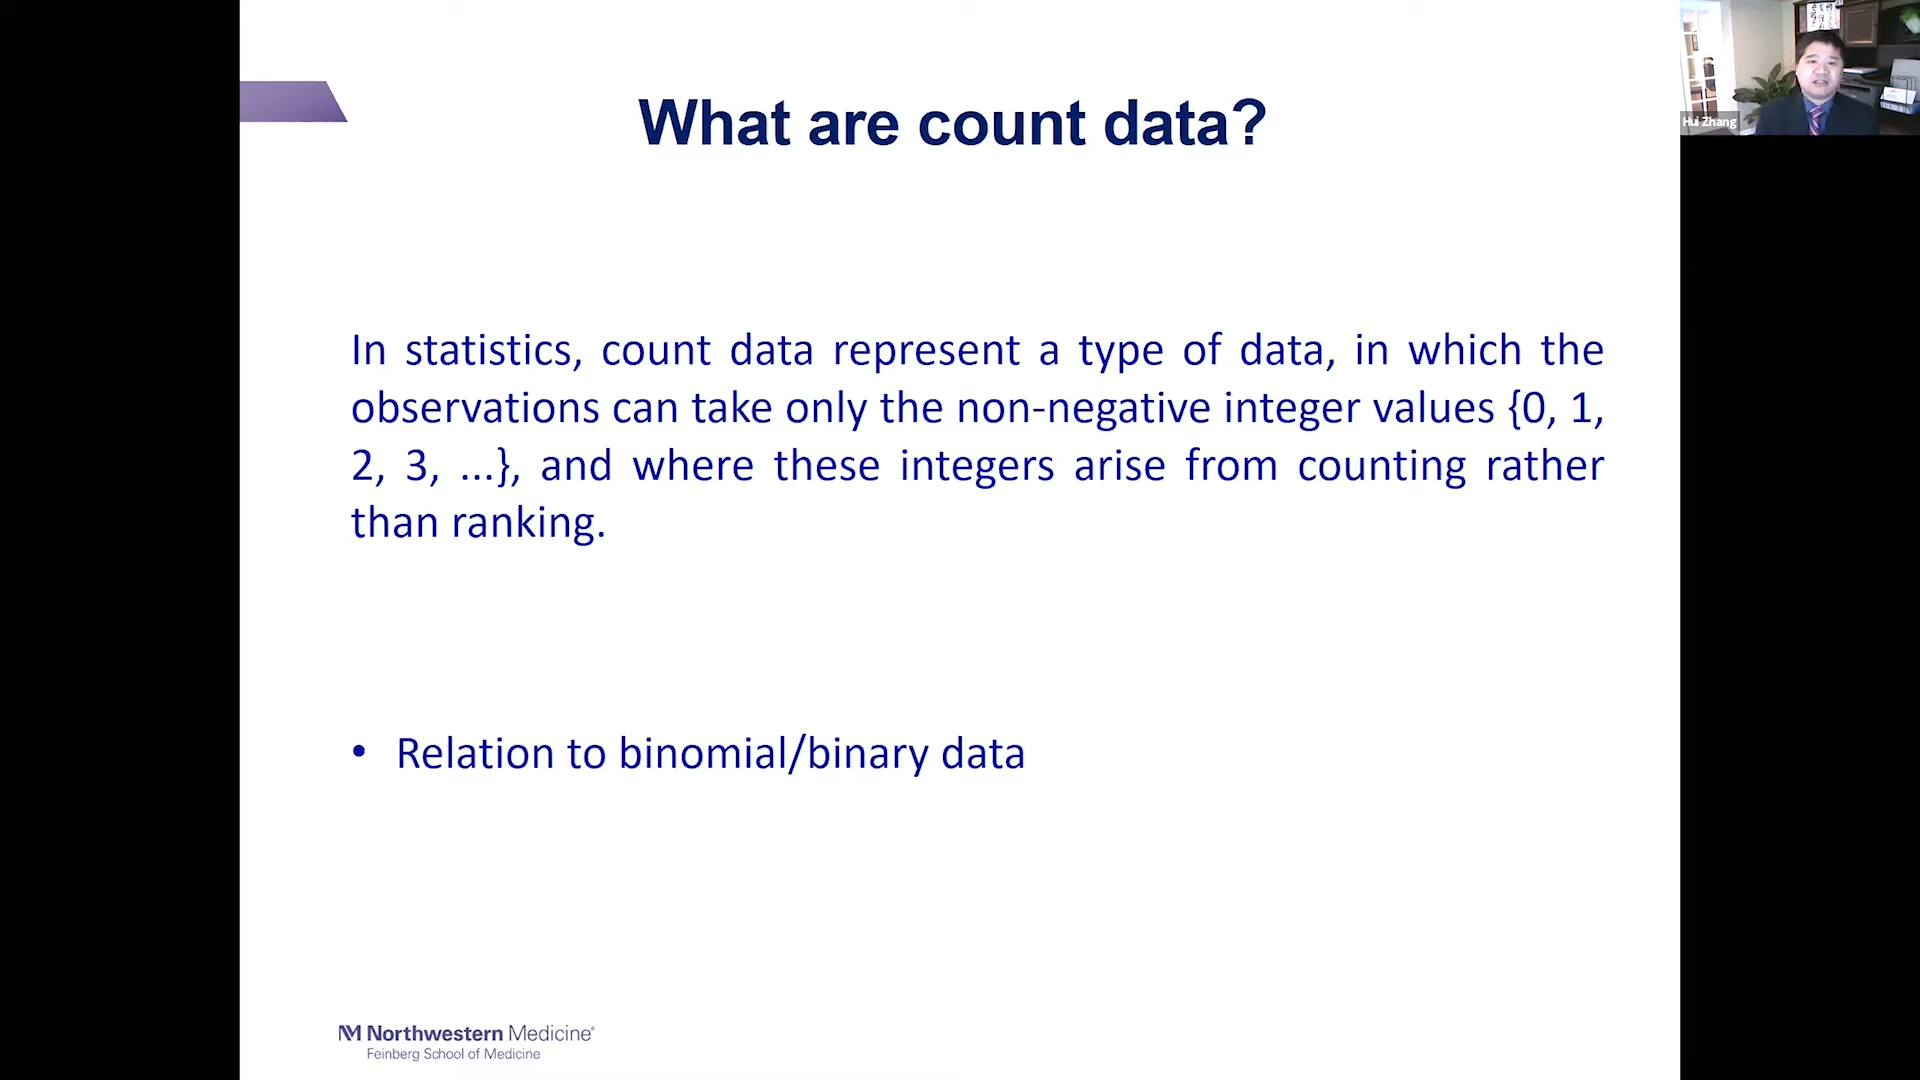 What are count data?
Hui Zhang
In statistics, count data represent a type of data, in which the
observations can take only the non-negative integer values {0, 1,
2, 3, ...}, and where these integers arise from counting rather
than ranking.
• Relation to binomial/binary data
NM Northwestern Medicine®
Feinberg School of Medicine